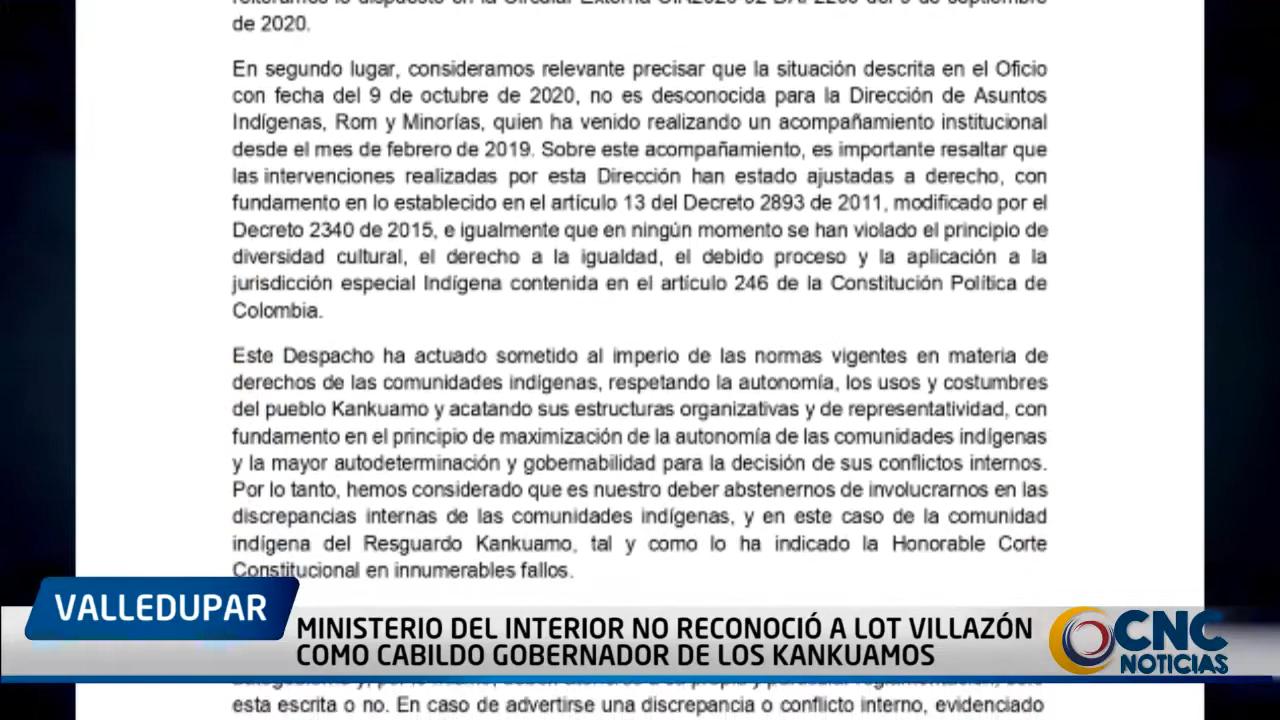 de 2020.
En segundo lugar, consideramos relevante precisar que la situación descrita en el Oficio
con fecha del 9 de octubre de 2020, no es desconocida para la Dirección de Asuntos
Indígenas, Rom y Minorías, quien ha venido realizando un acompañamiento institucional
desde el mes de febrero de 2019. Sobre este acompañamiento, es importante resaltar que
las intervenciones realizadas por esta Dirección han estado ajustadas a derecho, con
fundamento en lo establecido en el artículo 13 del Decreto 2893 de 2011, modificado por el
Decreto 2340 de 2015, e igualmente que en ningún momento se han violado el principio de
diversidad cultural, el derecho a la igualdad, el debido proceso y la aplicación a la
jurisdicción especial Indígena contenida en el artículo 246 de la Constitución Política de
Colombia.
Este Despacho ha actuado sometido al imperio de las normas vigentes en materia de
derechos de las comunidades indígenas, respetando la autonomía, los usos y costumbres
del pueblo Kankuamo y acatando sus estructuras organizativas y de representatividad, con
fundamento en el principio de maximización de la autonomía de las comunidades indígenas
y la mayor autodeterminación y gobernabilidad para la decisión de sus conflictos internos.
Por lo tanto, hemos considerado que es nuestro deber abstenernos de involucrarnos en las
discrepancias internas de las comunidades indígenas, y en este caso de la comunidad
indígena del Resguardo Kankuamo, tal y como lo ha indicado la Honorable Corte
Constitucional en innumerables fallos.
VALLEDUPAR
MINISTERIO DEL INTERIOR NO RECONOCIÓ A LOT VILLAZÓN
COMO CABILDO GOBERNADOR DE LOS KANKUAMOS
CNC
NOTICIAS
esta escrita o no. En caso de advertirse una discrepancia o conflicto interno, evidenciado